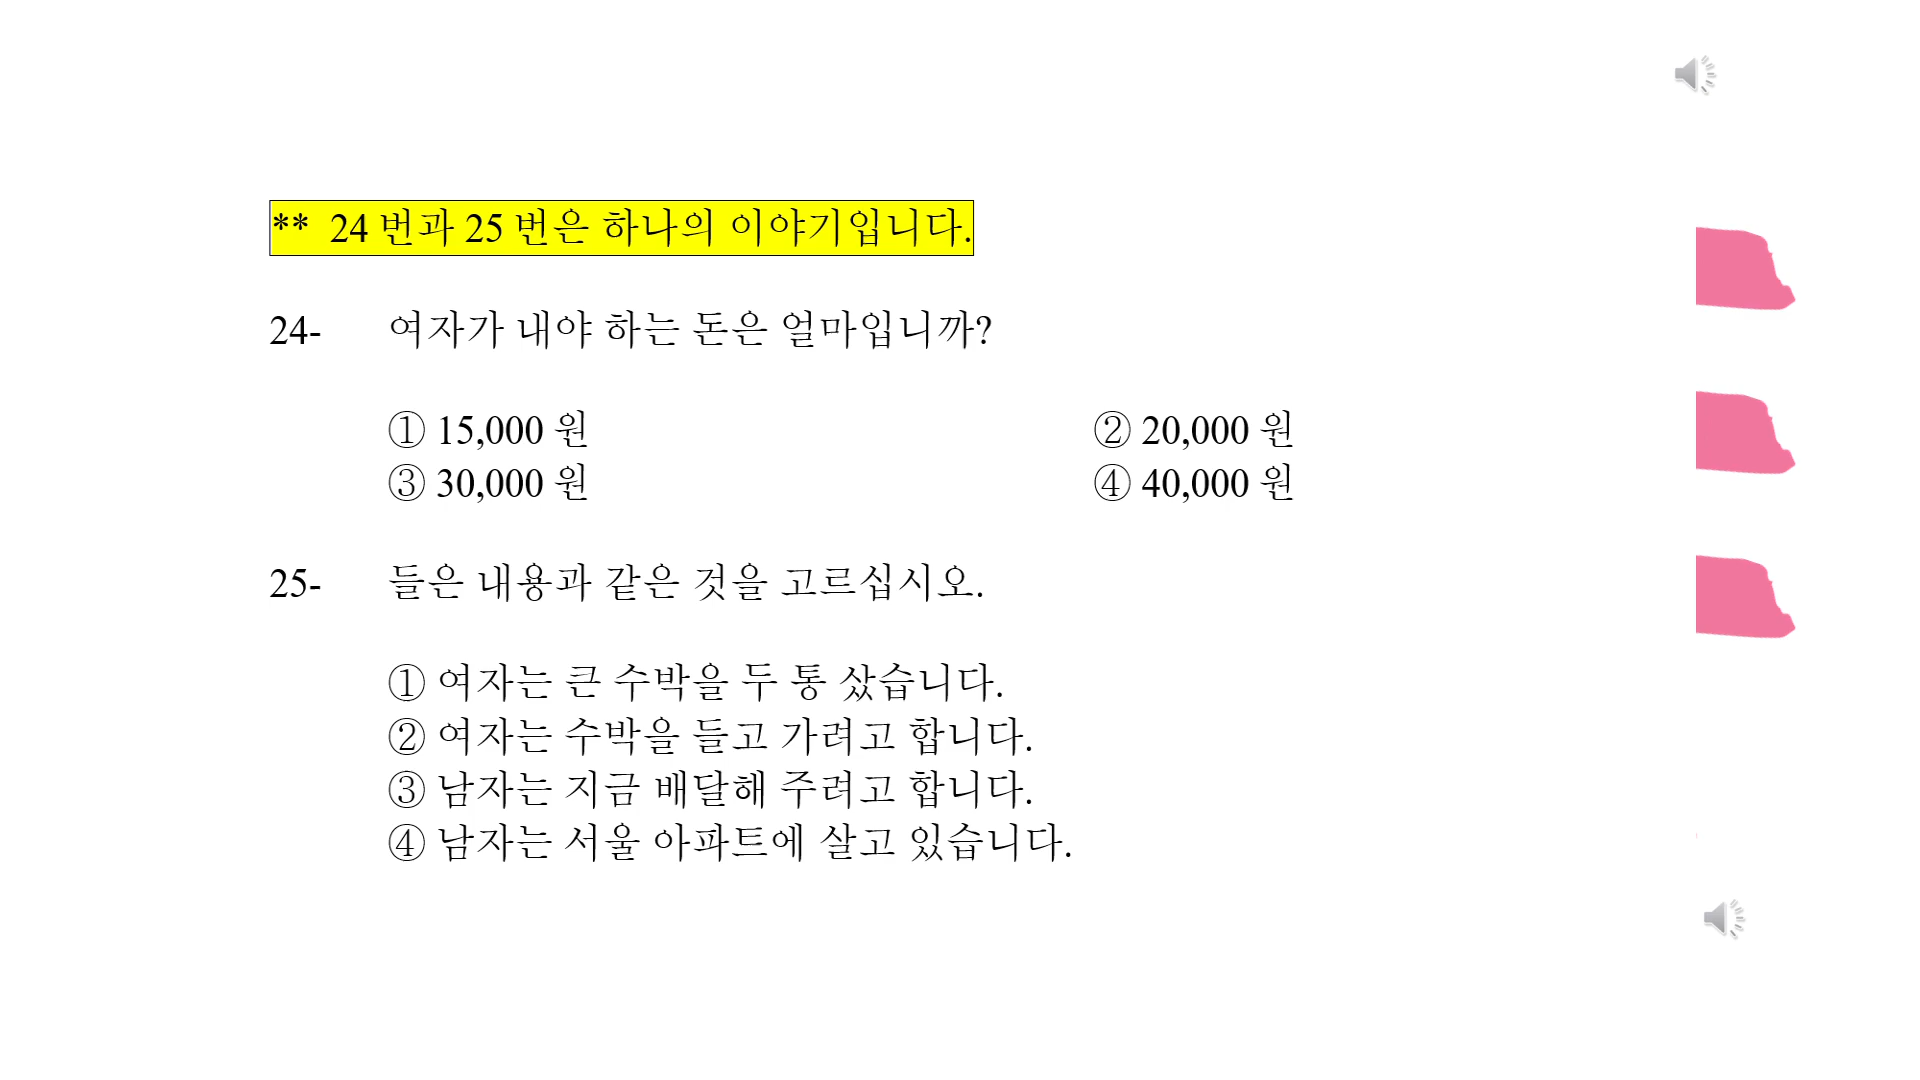 ** 24 번과 25 번은 하나의 이야기입니다.
24- 여자가 내야 하는 돈은 얼마입니까?
① 15,000 원 ② 20,000 원
③ 30,000 원 ④ 40,000 원
25- 들은 내용과 같은 것을 고르십시오.
① 여자는 큰 수박을 두 통 샀습니다.
② 여자는 수박을 들고 가려고 합니다.
③ 남자는 지금 배달해 주려고 합니다.
④ 남자는 서울 아파트에 살고 있습니다.